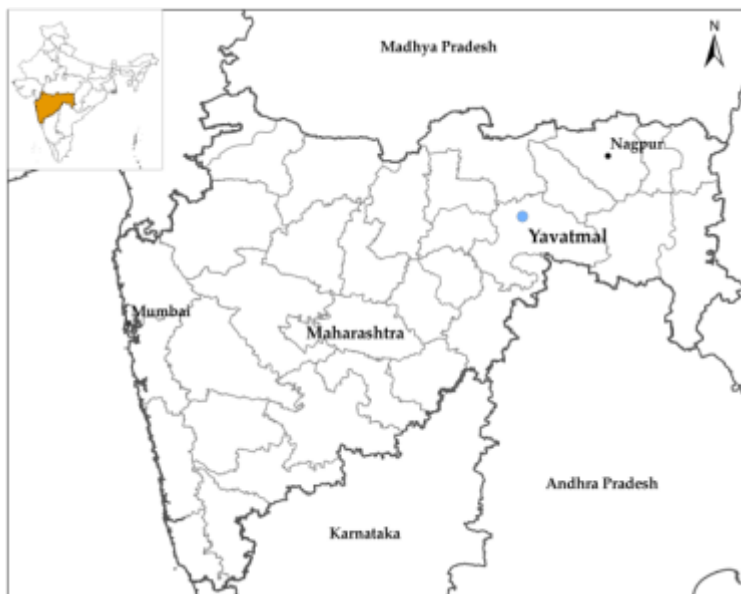 Madhya Pradesh
N
Nagpur
Yavatmal
Mumbai
Maharashtra
Andhra Pradesh
Karnataka